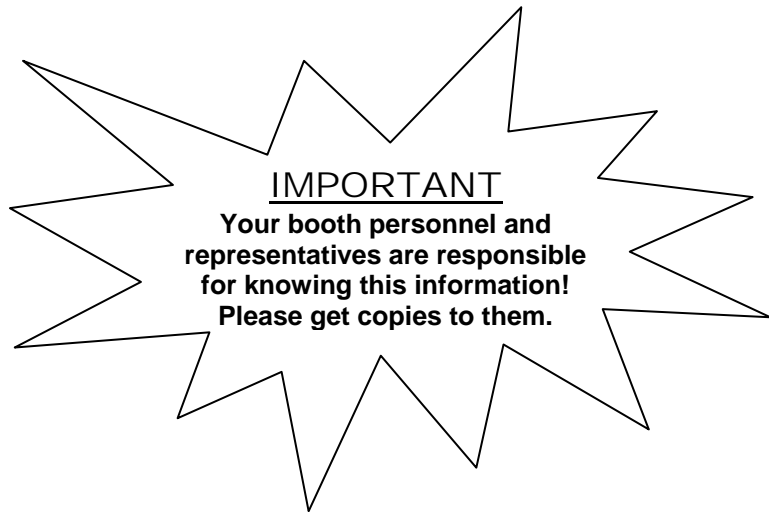 IMPORTANT
Your booth personnel and
representatives are responsible
for knowing this information!
Please get copies to them.